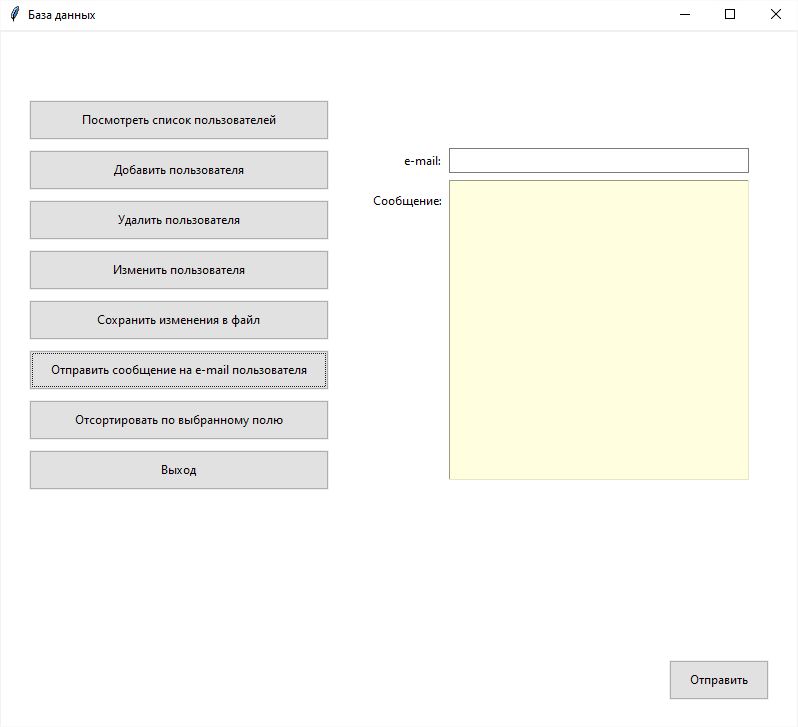 База данных
Посмотреть список пользователей
Добавить пользователя
Удалить пользователя
Изменить пользователя
Сохранить изменения в файл
Отправить сообщение на e-mail пользователя
Отсортировать по выбранному полю
Выход
e-mail:
Сообщение:
Отправить